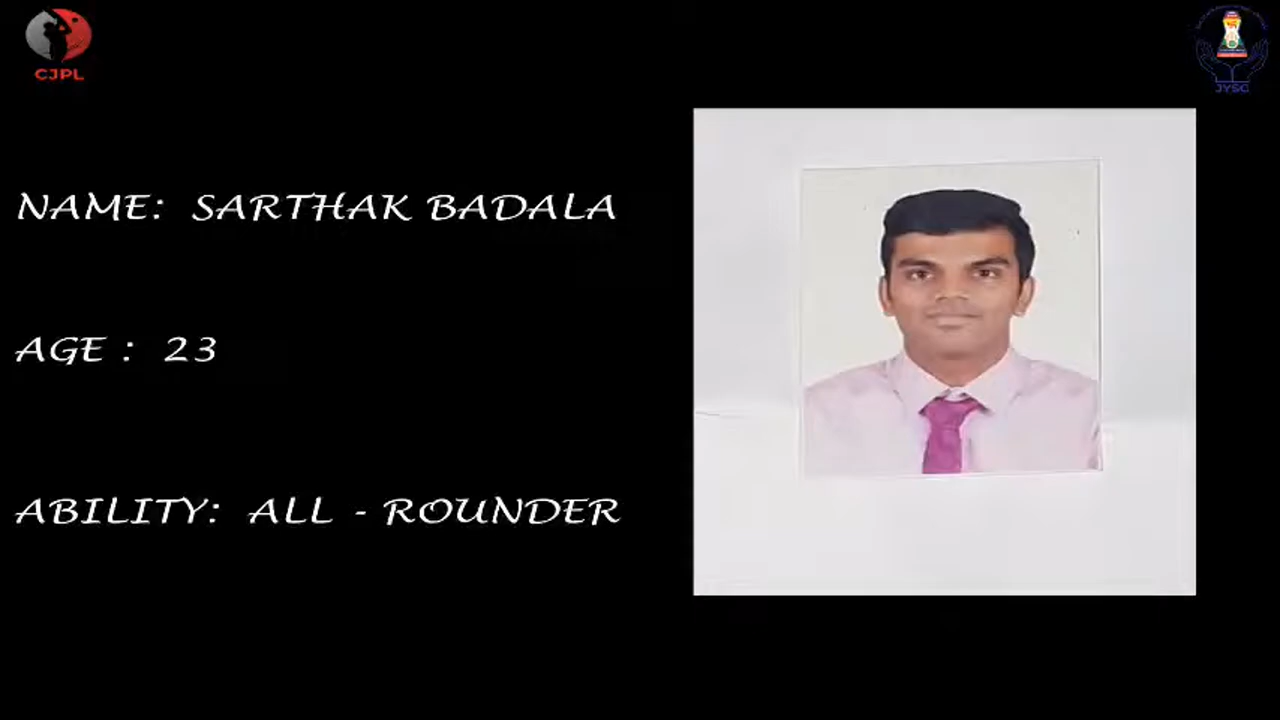 CJPL
JYSG
NAME: SARTHAK BADALA
AGE : 23
ABILITY: ALL - ROUNDER